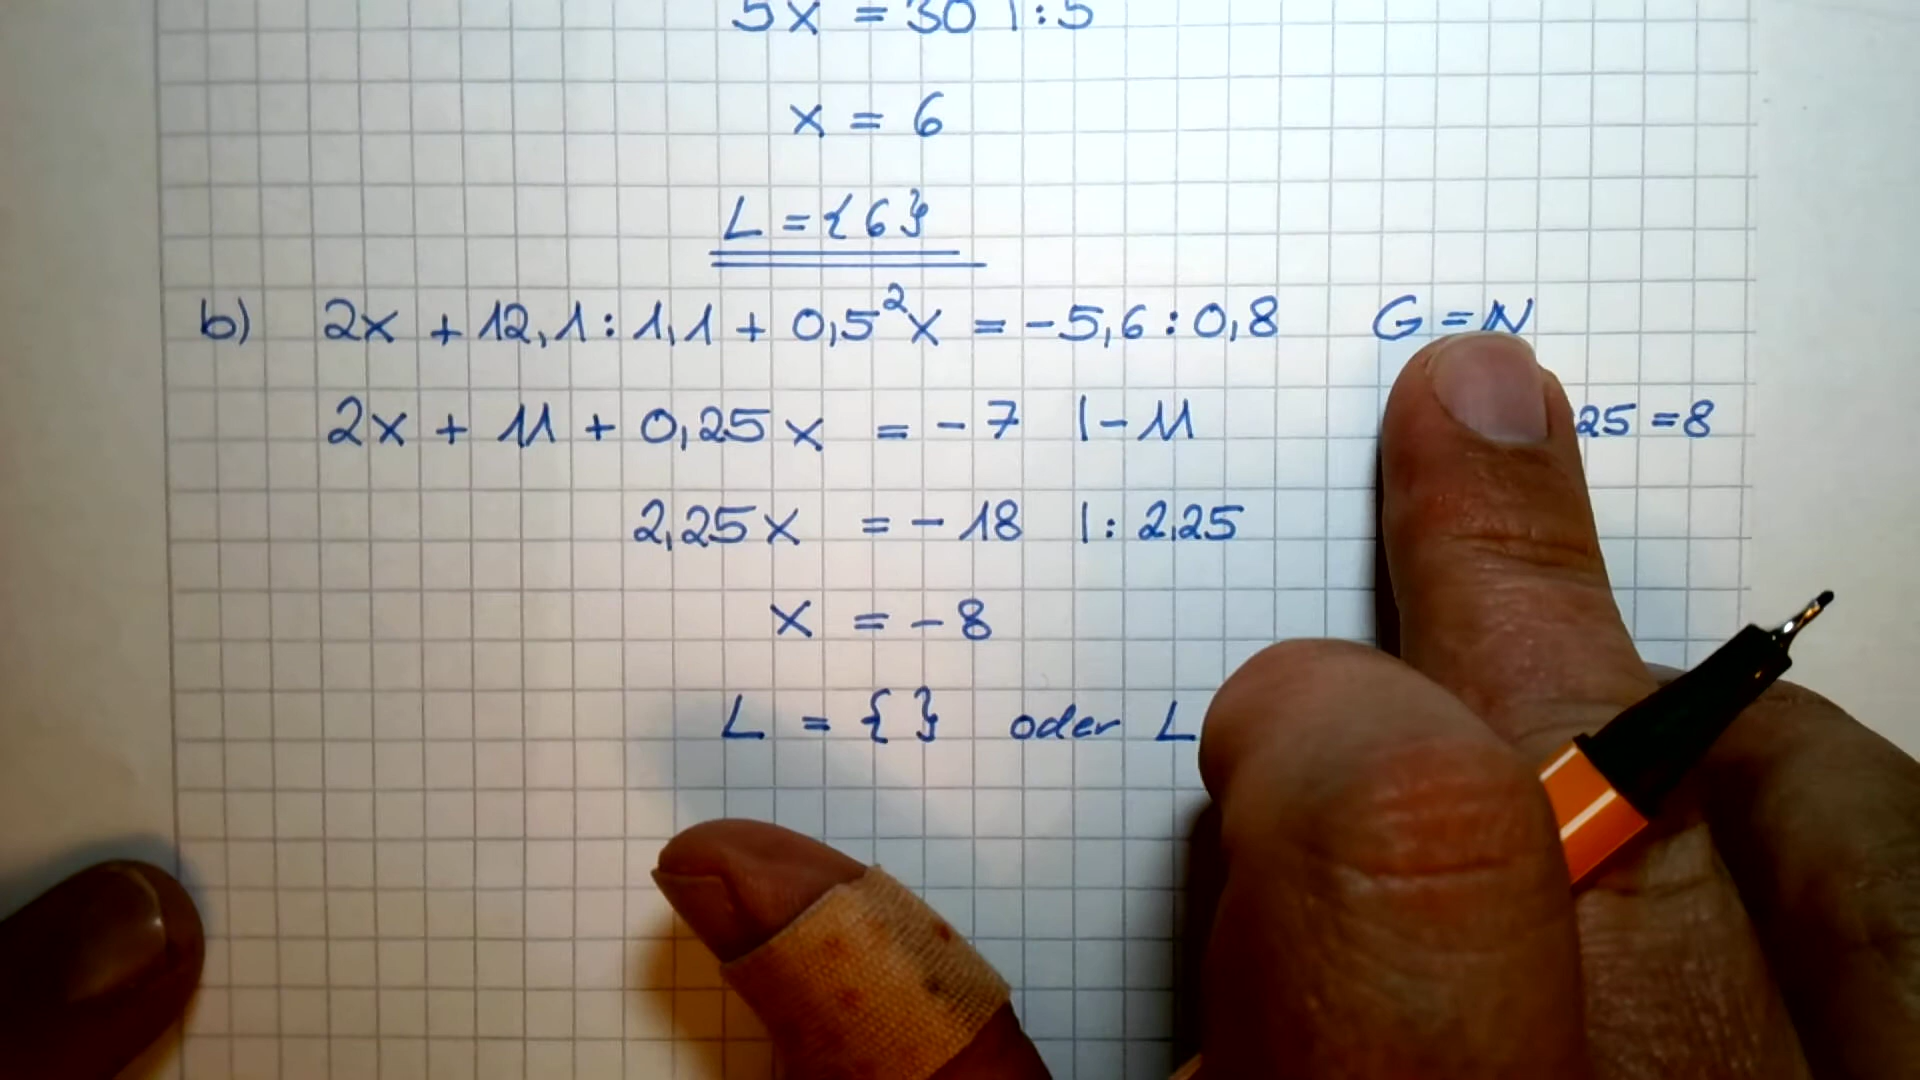 5x = 30 |:5
x = 6
L = {6}
b) 2x + 12,1 : 1,1 + 0,5²x = -5,6 : 0,8 G = N
2x + 11 + 0,25x = -7 |-11 25 = 8
2,25x = -18 |: 2,25
x = -8
L = { } oder L